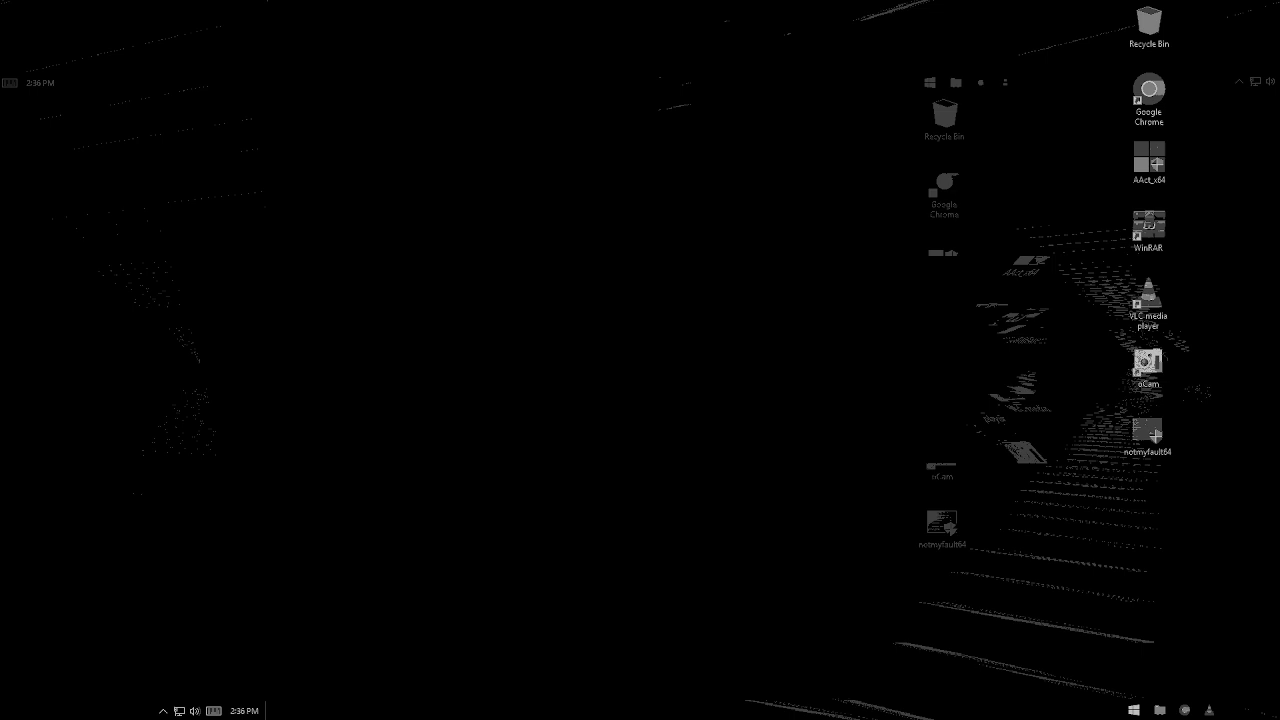 2:36 PM
Recycle Bin
Google
Chrome
AAct_x64
oCam
notmyfault64
Recycle Bin
Google
Chrome
AAct_x64
WinRAR
VLC media
player
oCam
notmyfault64
2:36 PM